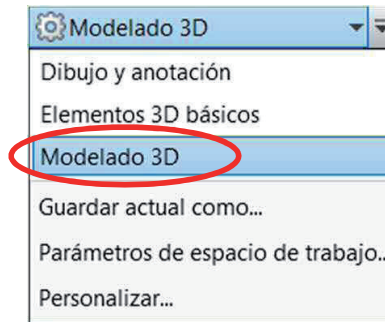 Modelado 3D
Dibujo y anotación
Elementos 3D básicos
Modelado 3D
Guardar actual como...
Parámetros de espacio de trabajo..
Personalizar...